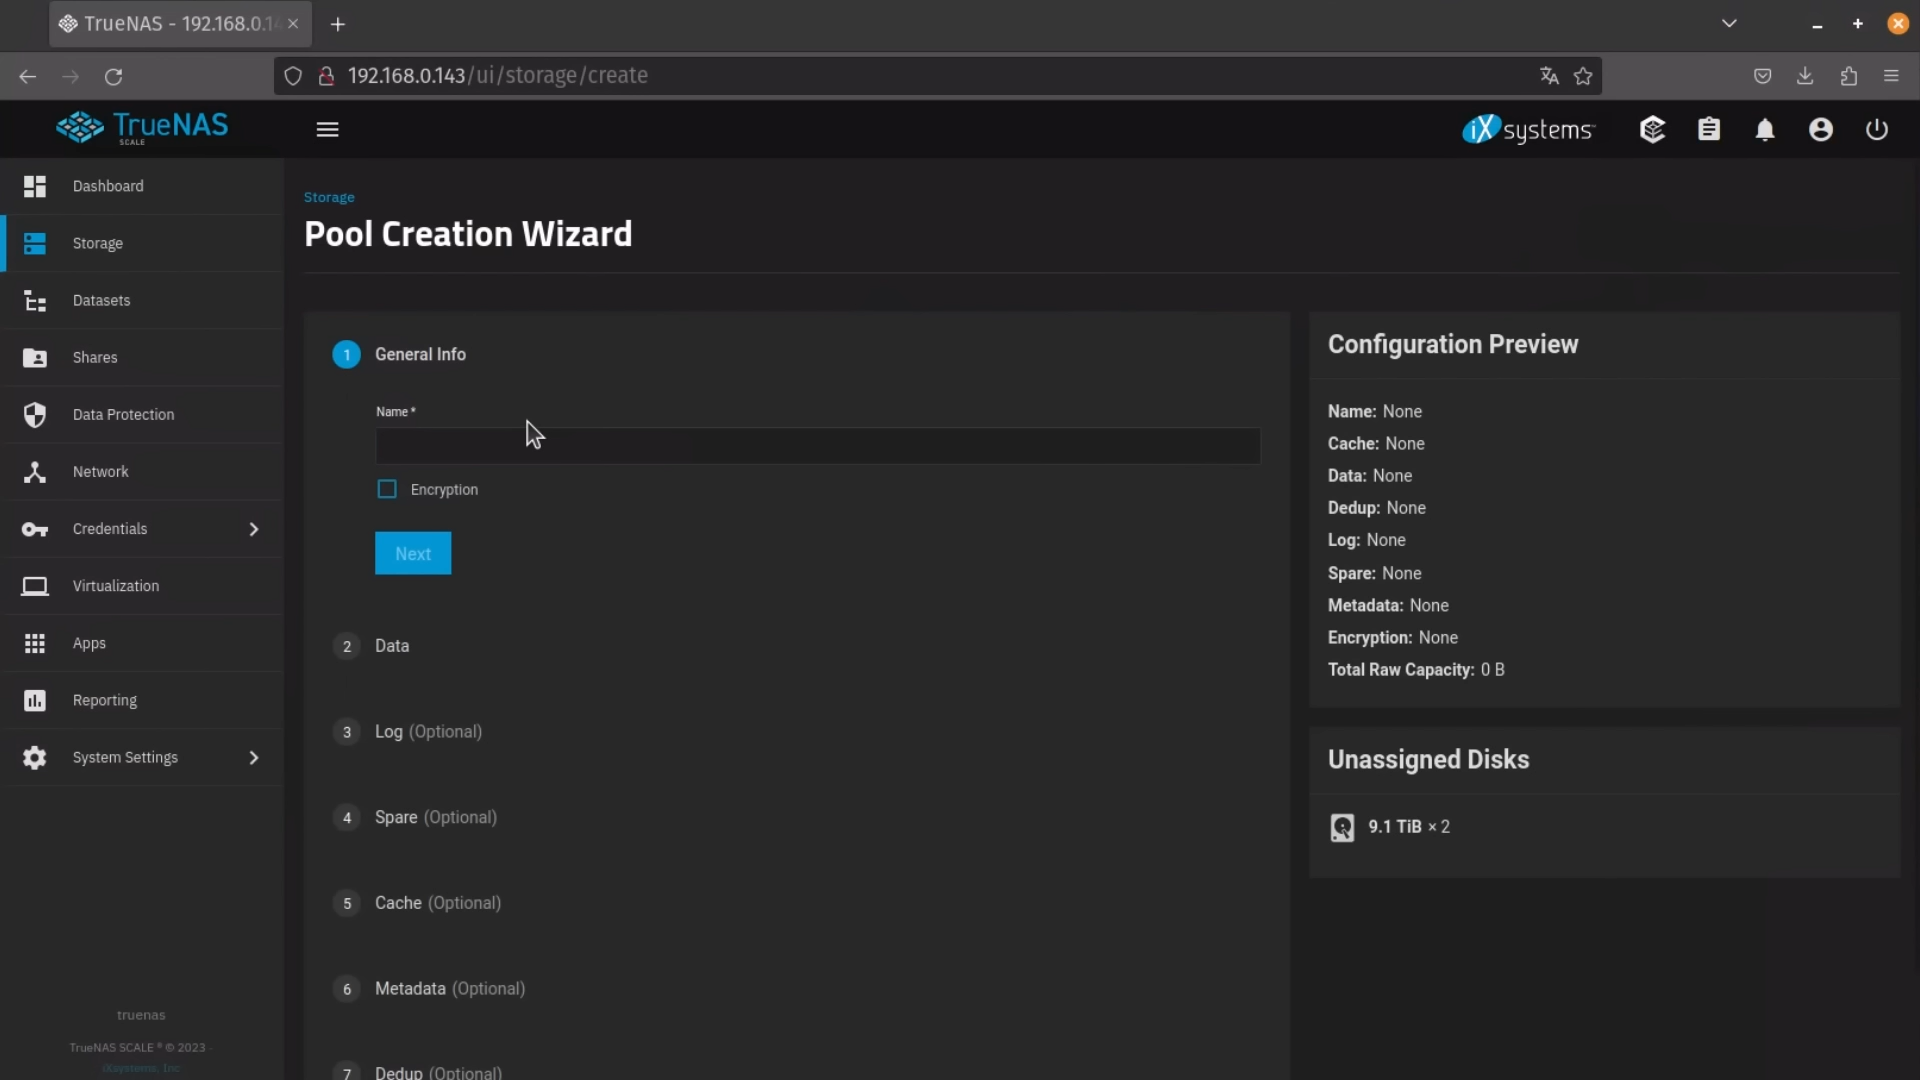 TrueNAS - 192.168.0.14
192.168.0.143/ui/storage/create
TrueNAS
SCALE
iXsystems
Dashboard
Storage
Datasets
Shares
Data Protection
Network
Credentials
Virtualization
Apps
Reporting
System Settings
truenas
TrueNAS SCALE ® © 2023 -
iXsystems, Inc
Storage
Pool Creation Wizard
1 General Info
Name *
Encryption
Next
2 Data
3 Log (Optional)
4 Spare (Optional)
5 Cache (Optional)
6 Metadata (Optional)
7 Dedup (Optional)
Configuration Preview
Name: None
Cache: None
Data: None
Dedup: None
Log: None
Spare: None
Metadata: None
Encryption: None
Total Raw Capacity: 0 B
Unassigned Disks
9.1 TiB × 2